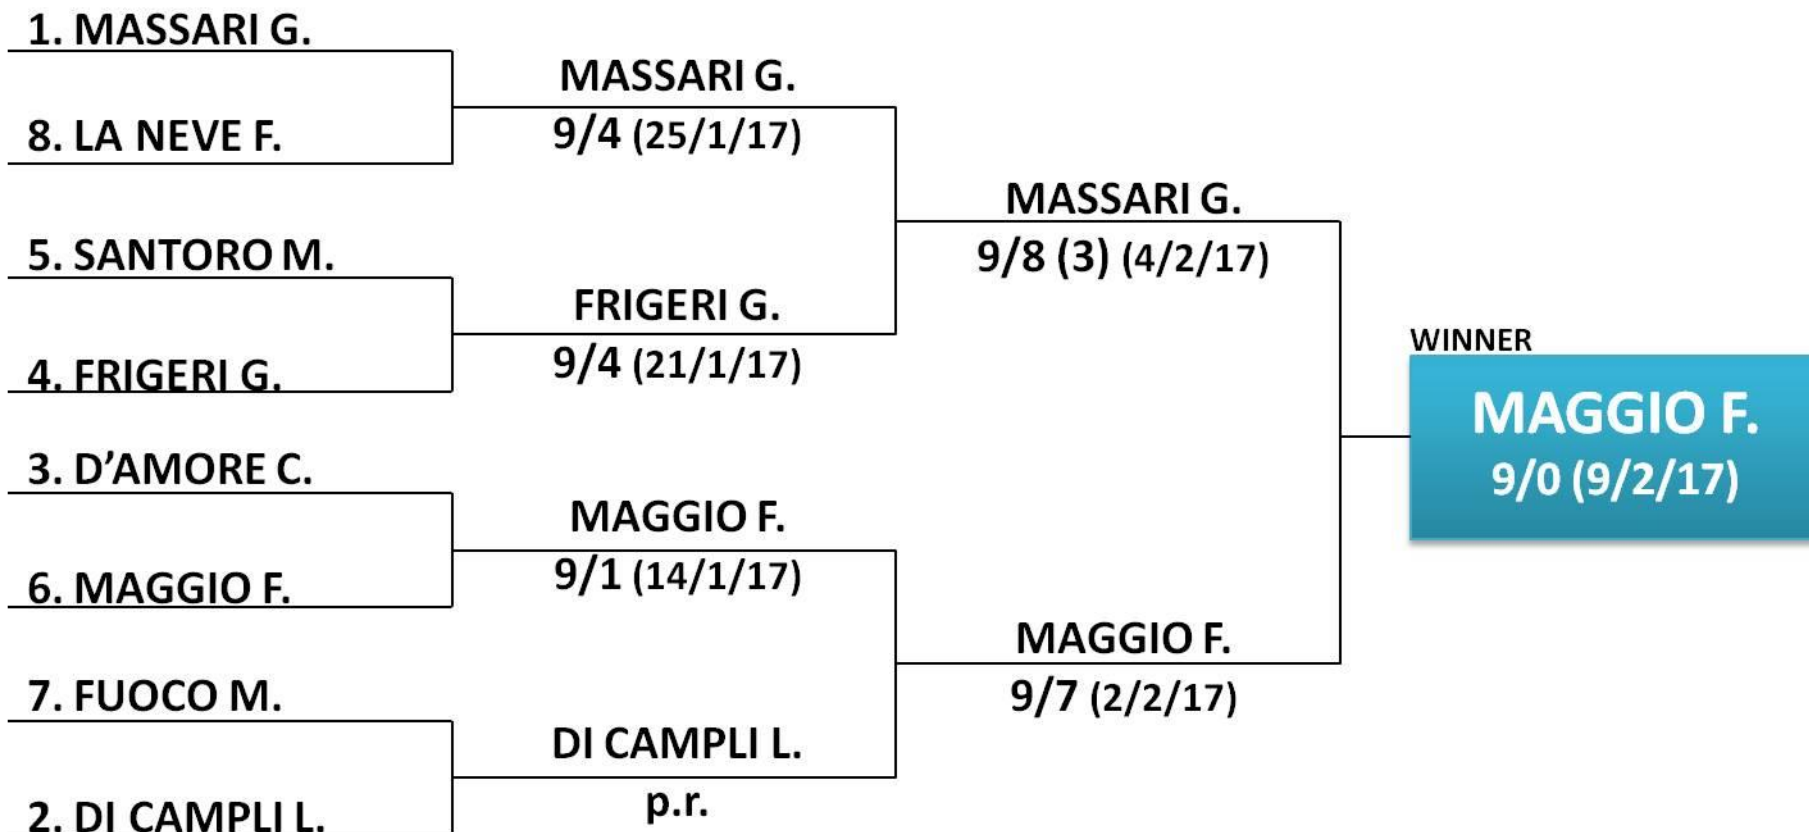 1. MASSARI G.
8. LA NEVE F.
5. SANTORO M.
4. FRIGERI G.
3. D’AMORE C.
6. MAGGIO F.
7. FUOCO M.
2. DI CAMPLI L.
MASSARI G.
9/4 (25/1/17)
FRIGERI G.
9/4 (21/1/17)
MAGGIO F.
9/1 (14/1/17)
DI CAMPLI L.
p.r.
MASSARI G.
9/8 (3) (4/2/17)
MAGGIO F.
9/7 (2/2/17)
WINNER
MAGGIO F.
9/0 (9/2/17)